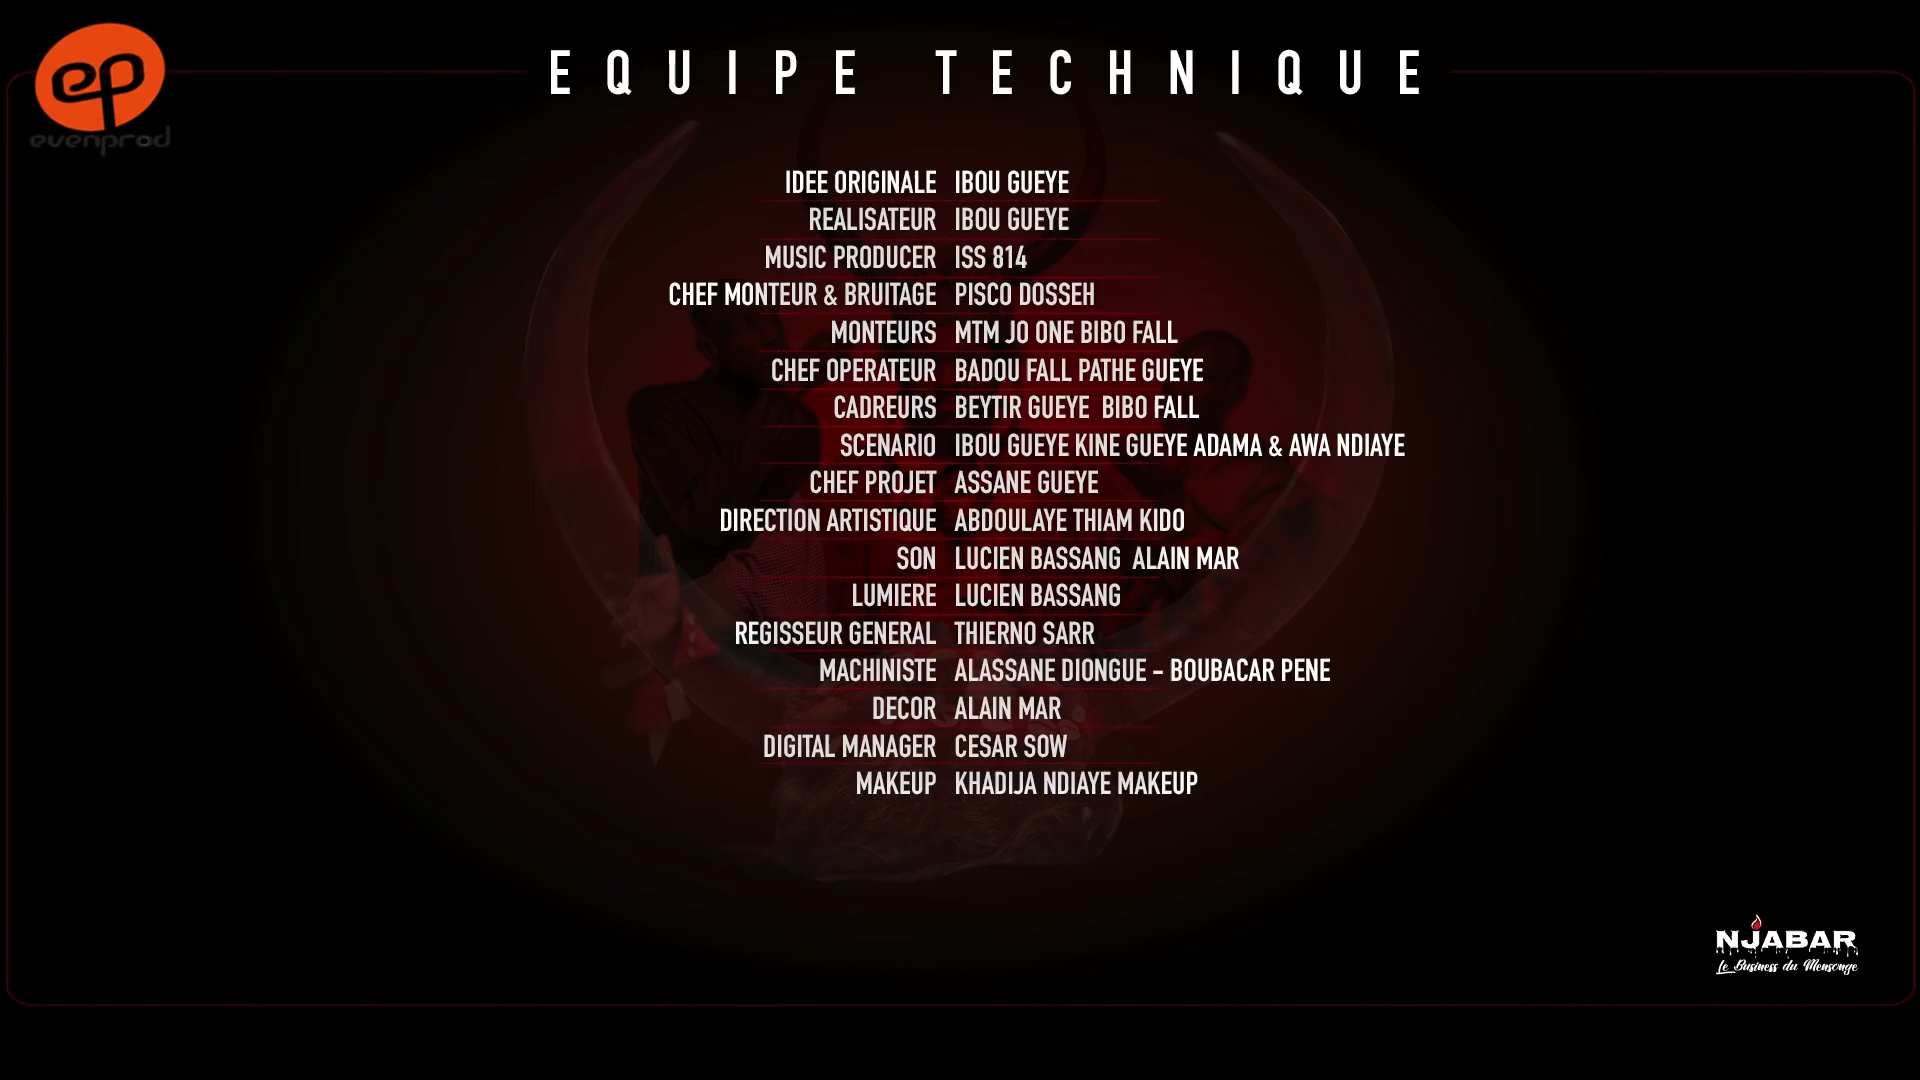 ep
evenprod
EQUIPE TECHNIQUE
IDEE ORIGINALE IBOU GUEYE
REALISATEUR IBOU GUEYE
MUSIC PRODUCER ISS 814
CHEF MONTEUR & BRUITAGE PISCO DOSSEH
MONTEURS MTM JO ONE BIBO FALL
CHEF OPERATEUR BADOU FALL PATHE GUEYE
CADREURS BEYTIR GUEYE BIBO FALL
SCENARIO IBOU GUEYE KINE GUEYE ADAMA & AWA NDIAYE
CHEF PROJET ASSANE GUEYE
DIRECTION ARTISTIQUE ABDOULAYE THIAM KIDO
SON LUCIEN BASSANG ALAIN MAR
LUMIERE LUCIEN BASSANG
REGISSEUR GENERAL THIERNO SARR
MACHINISTE ALASSANE DIONGUE - BOUBACAR PENE
DECOR ALAIN MAR
DIGITAL MANAGER CESAR SOW
MAKEUP KHADIJA NDIAYE MAKEUP
NJABAR
Le Business du Mensonge